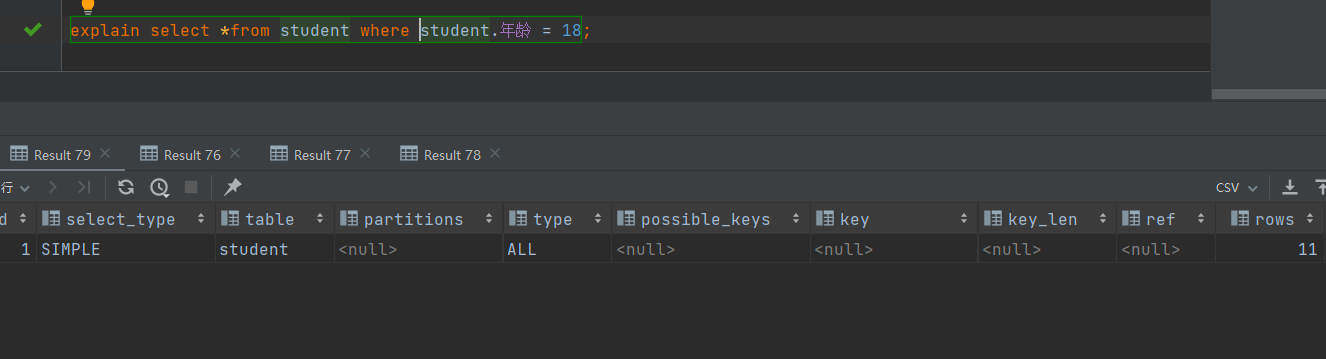 explain select *from student where student.年龄 = 18;
Result 79 Result 76 Result 77 Result 78
行 CSV
d select_type table partitions type possible_keys key key_len ref rows
1 SIMPLE student <null> ALL <null> <null> <null> <null> 11